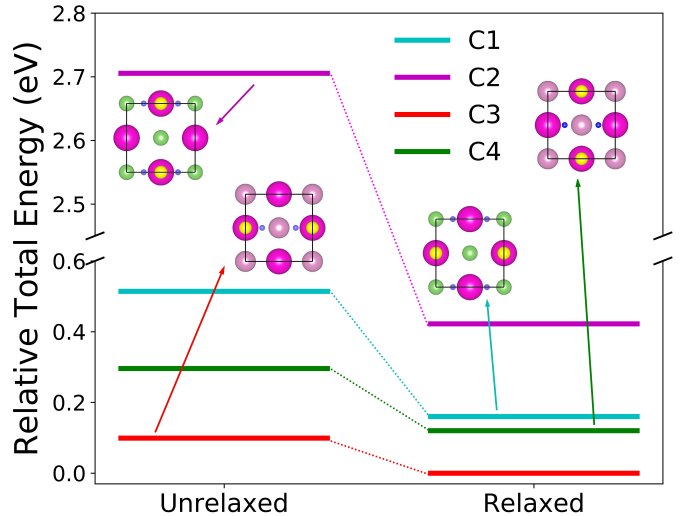 Relative Total Energy (eV)
2.8
2.7
2.6
2.5
0.6
0.4
0.2
0.0
C1
C2
C3
C4
Unrelaxed
Relaxed